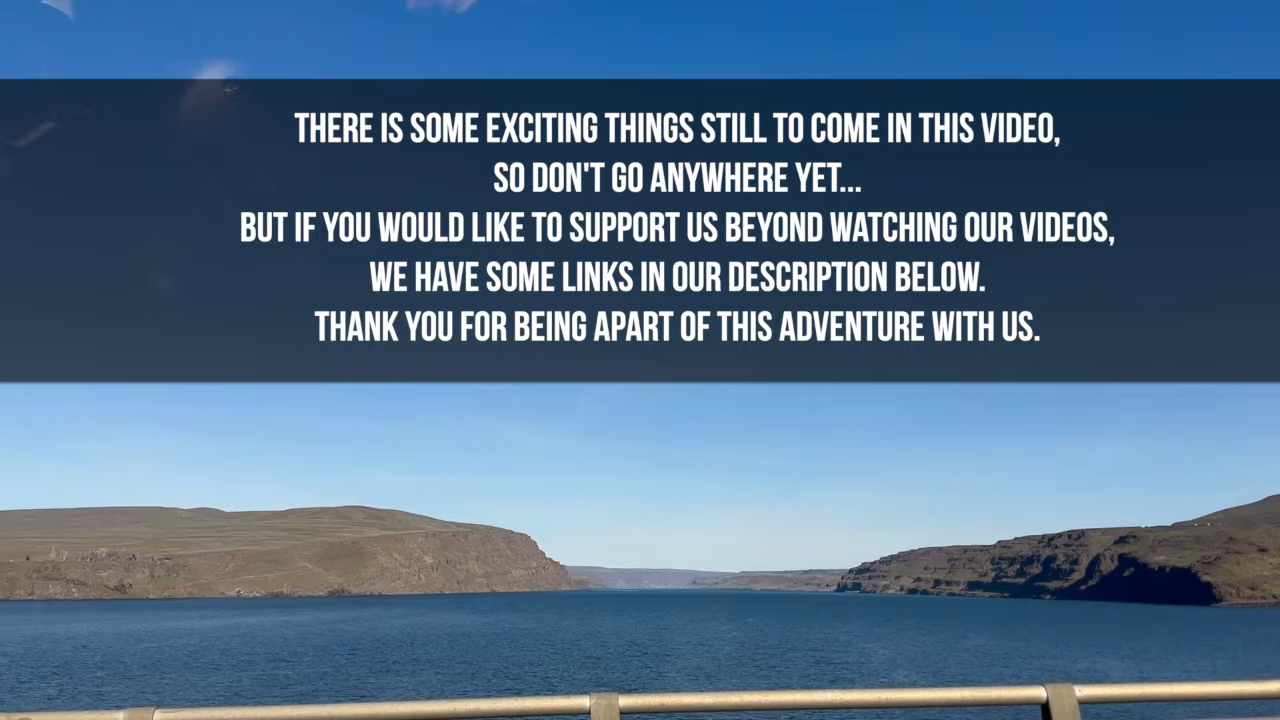 THERE IS SOME EXCITING THINGS STILL TO COME IN THIS VIDEO,
SO DON'T GO ANYWHERE YET...
BUT IF YOU WOULD LIKE TO SUPPORT US BEYOND WATCHING OUR VIDEOS,
WE HAVE SOME LINKS IN OUR DESCRIPTION BELOW.
THANK YOU FOR BEING APART OF THIS ADVENTURE WITH US.